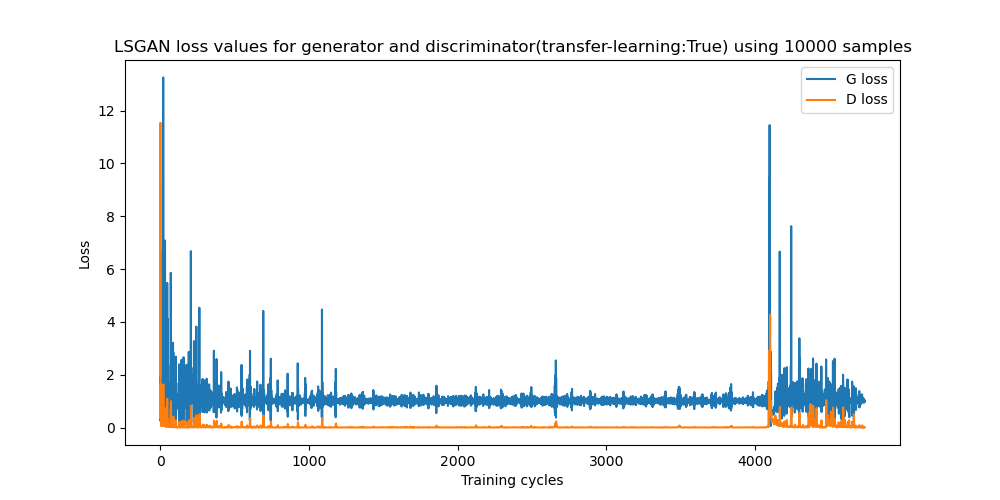 LSGAN loss values for generator and discriminator(transfer-learning:True) using 10000 samples
G loss
D loss
Loss
12
10
8
6
4
2
0
0 1000 2000 3000 4000
Training cycles